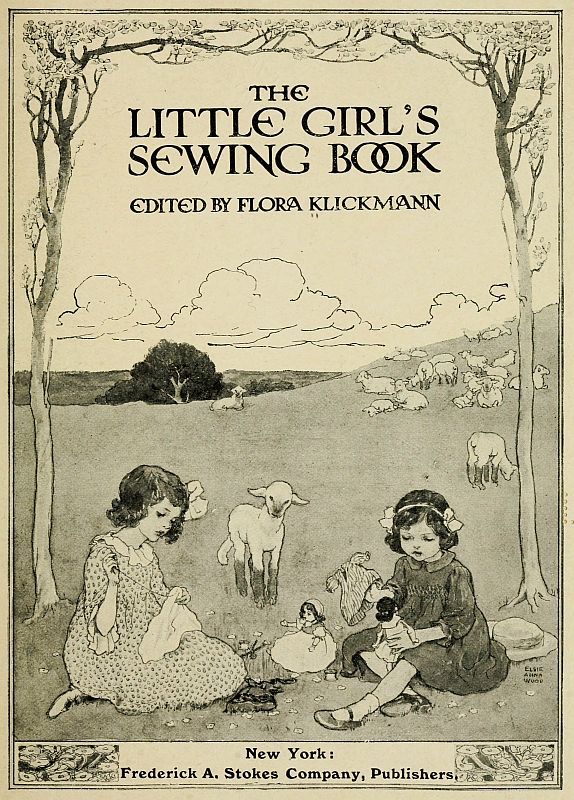 THE
LITTLE GIRL'S
SEWING BOOK
EDITED BY FLORA KLICKMANN
ELSIE
ANNA
WOOD
New York:
Frederick A. Stokes Company, Publishers.